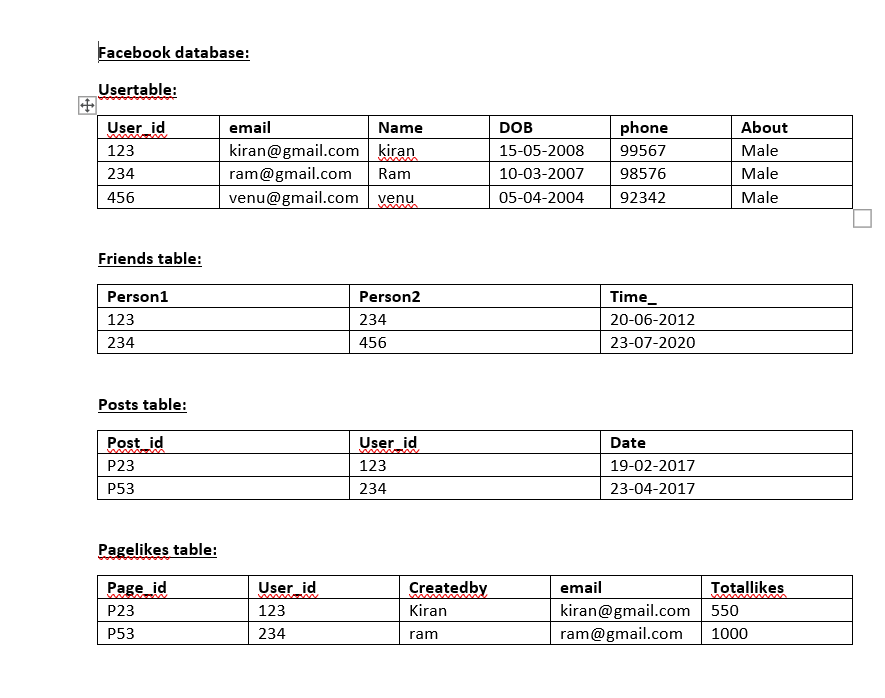 Facebook database:
Usertable:
User_id email Name DOB phone About
123 kiran@gmail.com kiran 15-05-2008 99567 Male
234 ram@gmail.com Ram 10-03-2007 98576 Male
456 venu@gmail.com venu 05-04-2004 92342 Male
Friends table:
Person1 Person2 Time_
123 234 20-06-2012
234 456 23-07-2020
Posts table:
Post_id User_id Date
P23 123 19-02-2017
P53 234 23-04-2017
Pagelikes table:
Page_id User_id Createdby email Totallikes
P23 123 Kiran kiran@gmail.com 550
P53 234 ram ram@gmail.com 1000